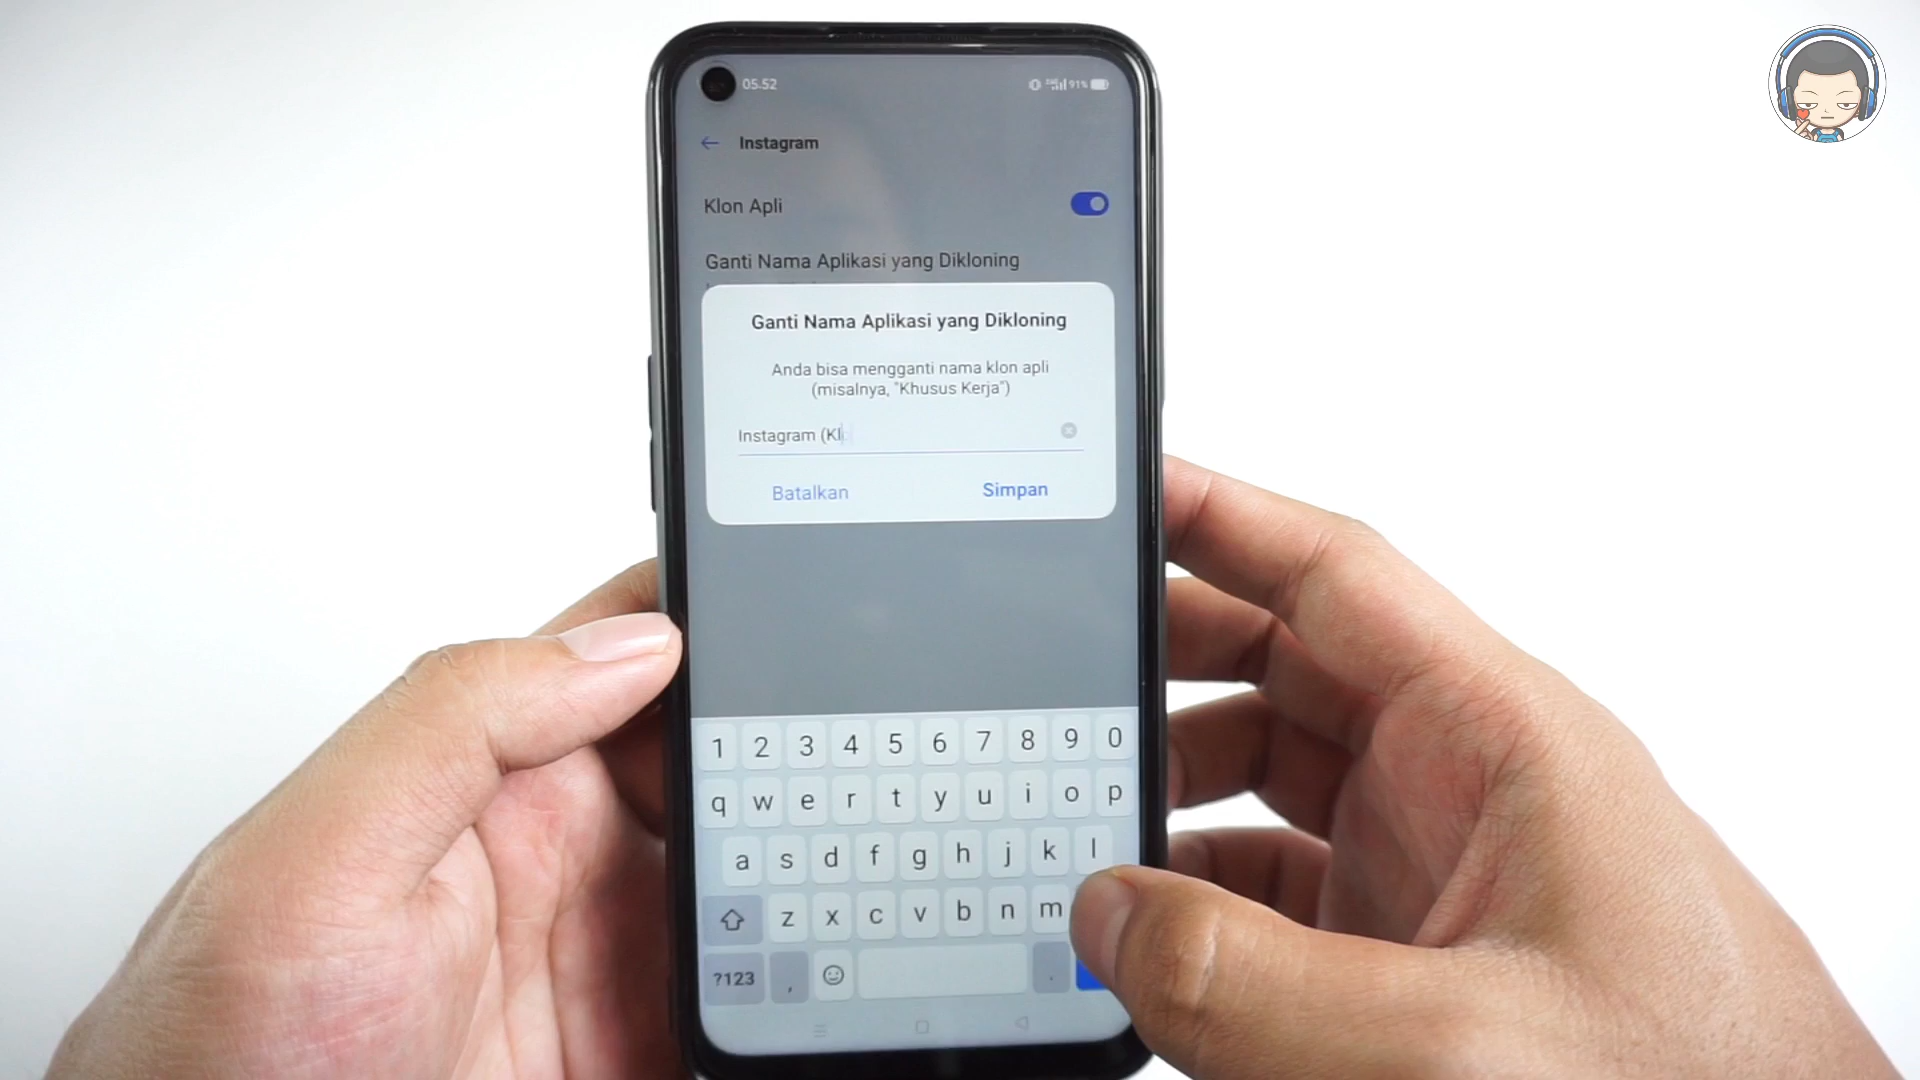 05.52
91%
Instagram
Klon Apli
Ganti Nama Aplikasi yang Dikloning
Ganti Nama Aplikasi yang Dikloning
Anda bisa mengganti nama klon apli
(misalnya, "Khusus Kerja")
Instagram (Kl
Batalkan
Simpan
1 2 3 4 5 6 7 8 9 0
q w e r t y u i o p
a s d f g h j k l
z x c v b n m
?123 , .